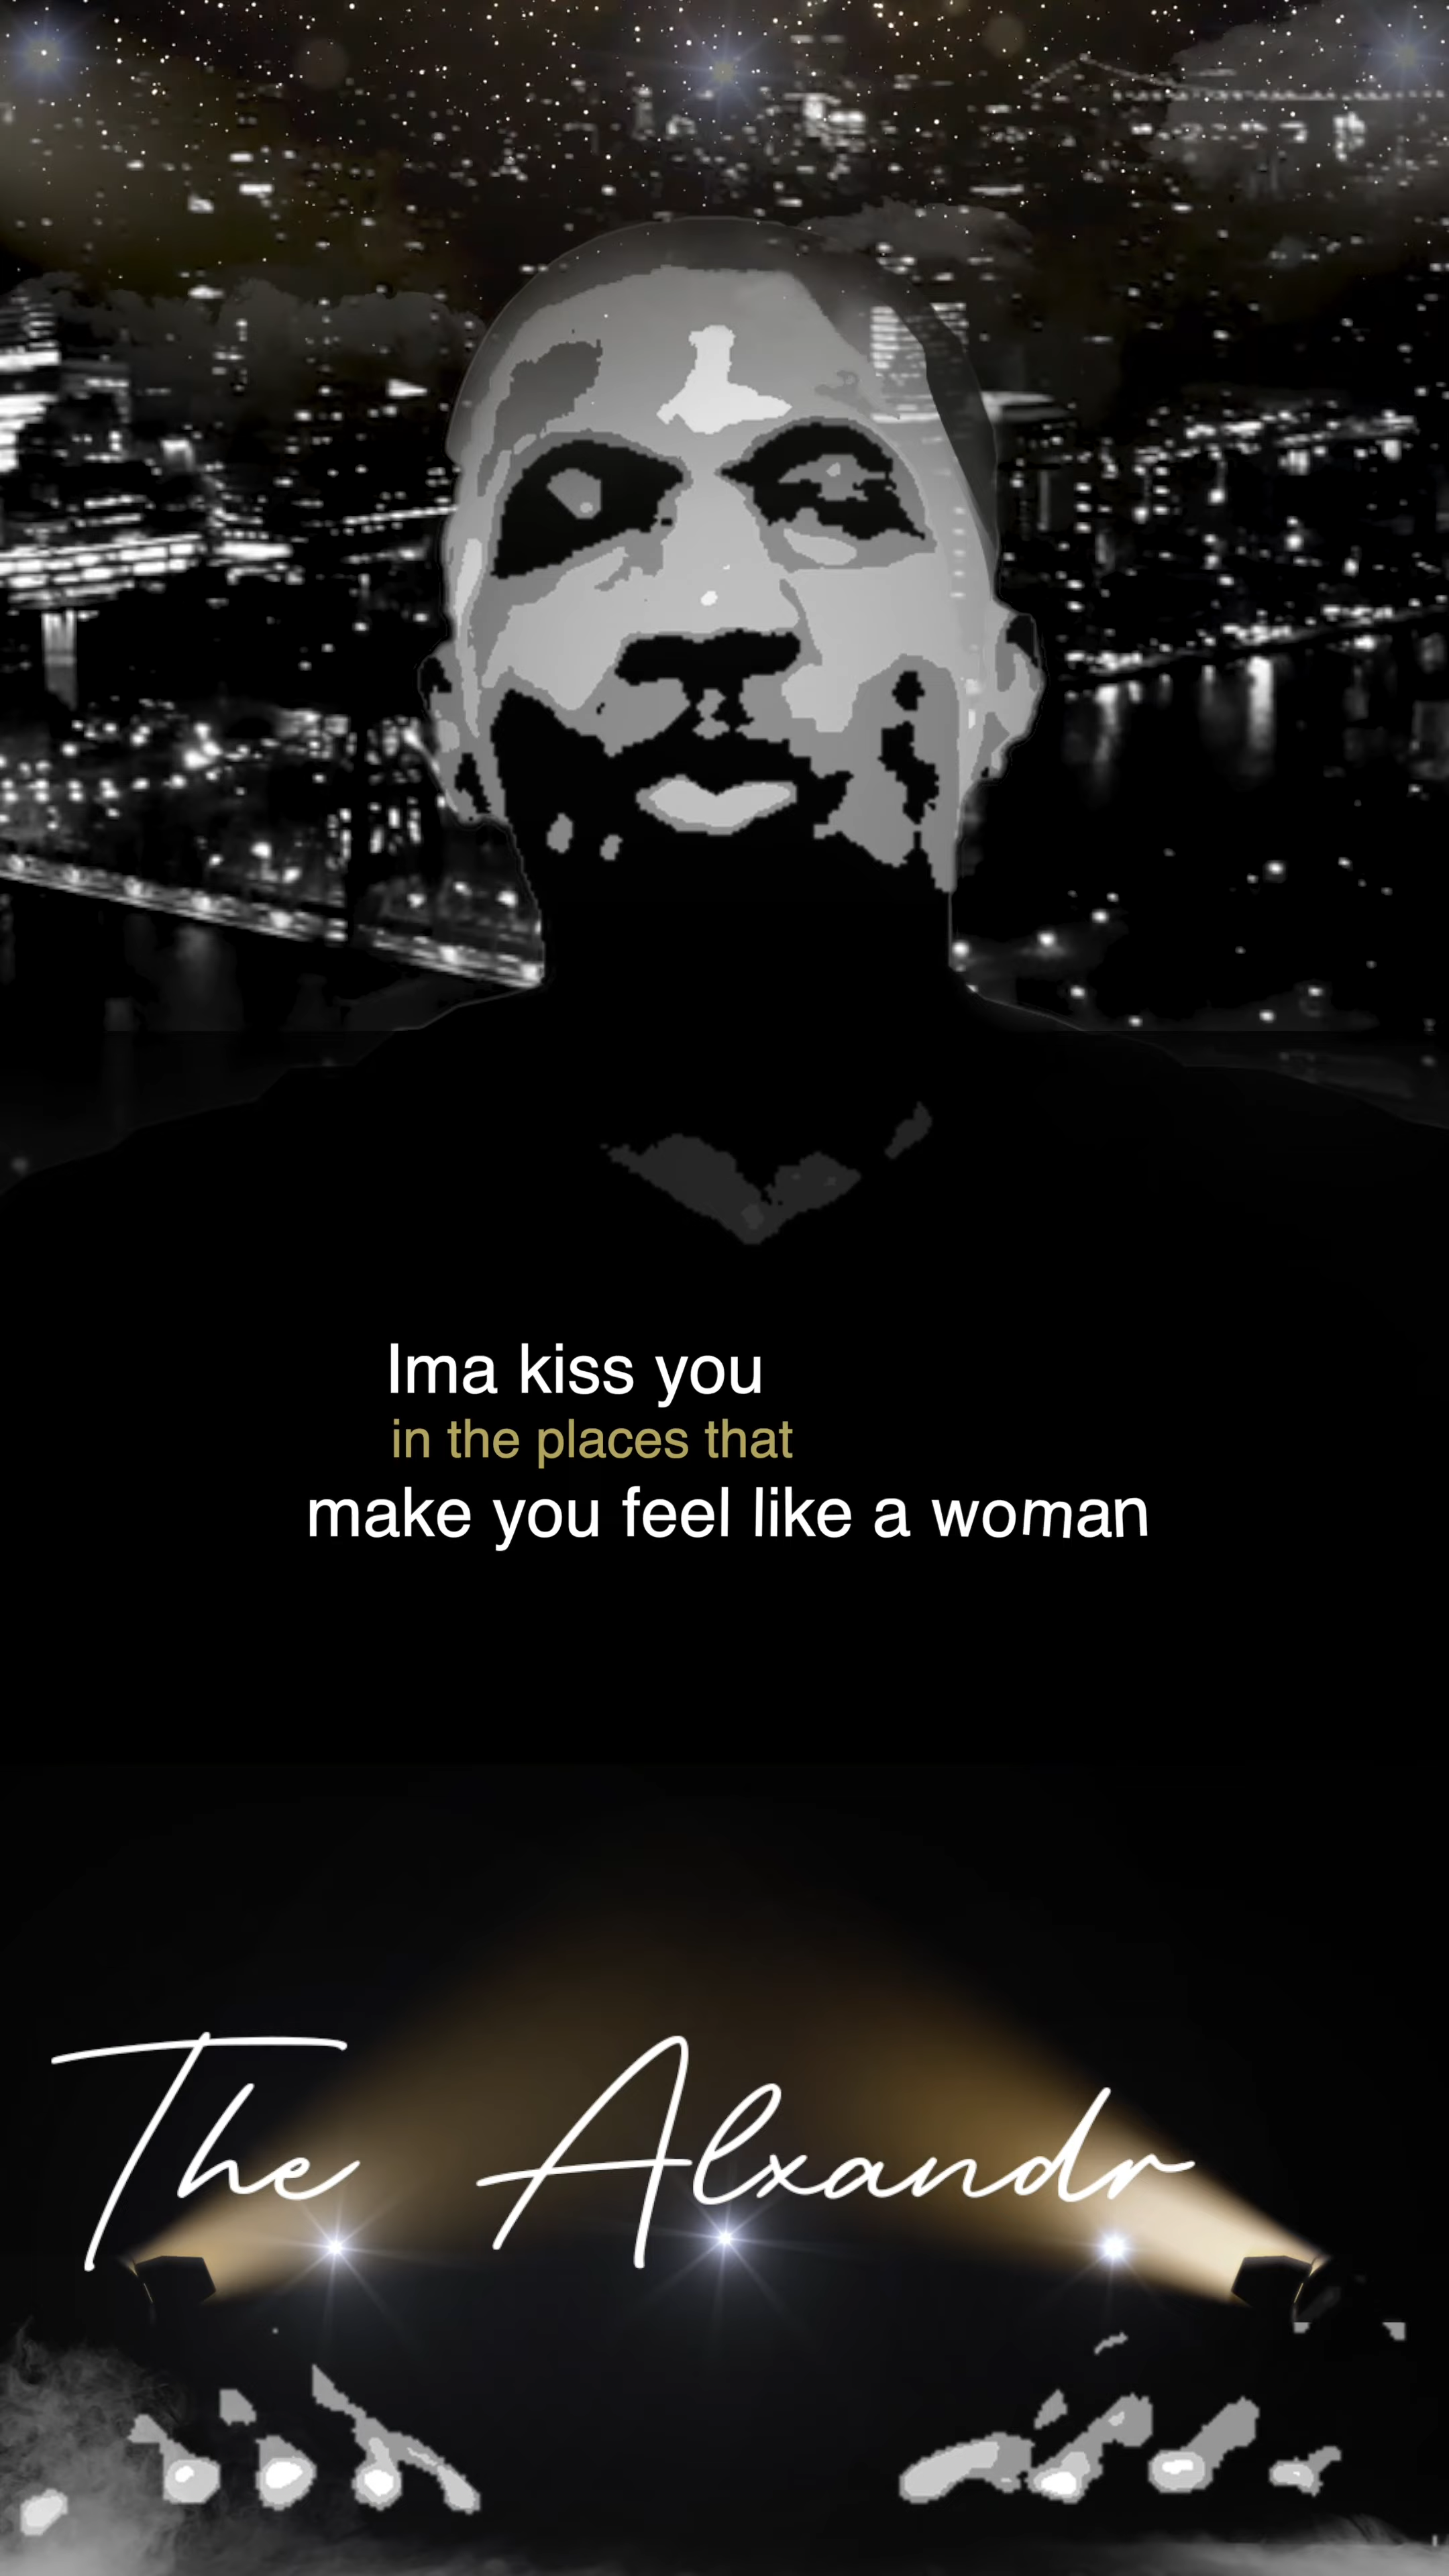 Ima kiss you
in the places that
make you feel like a woman
The Alxandr